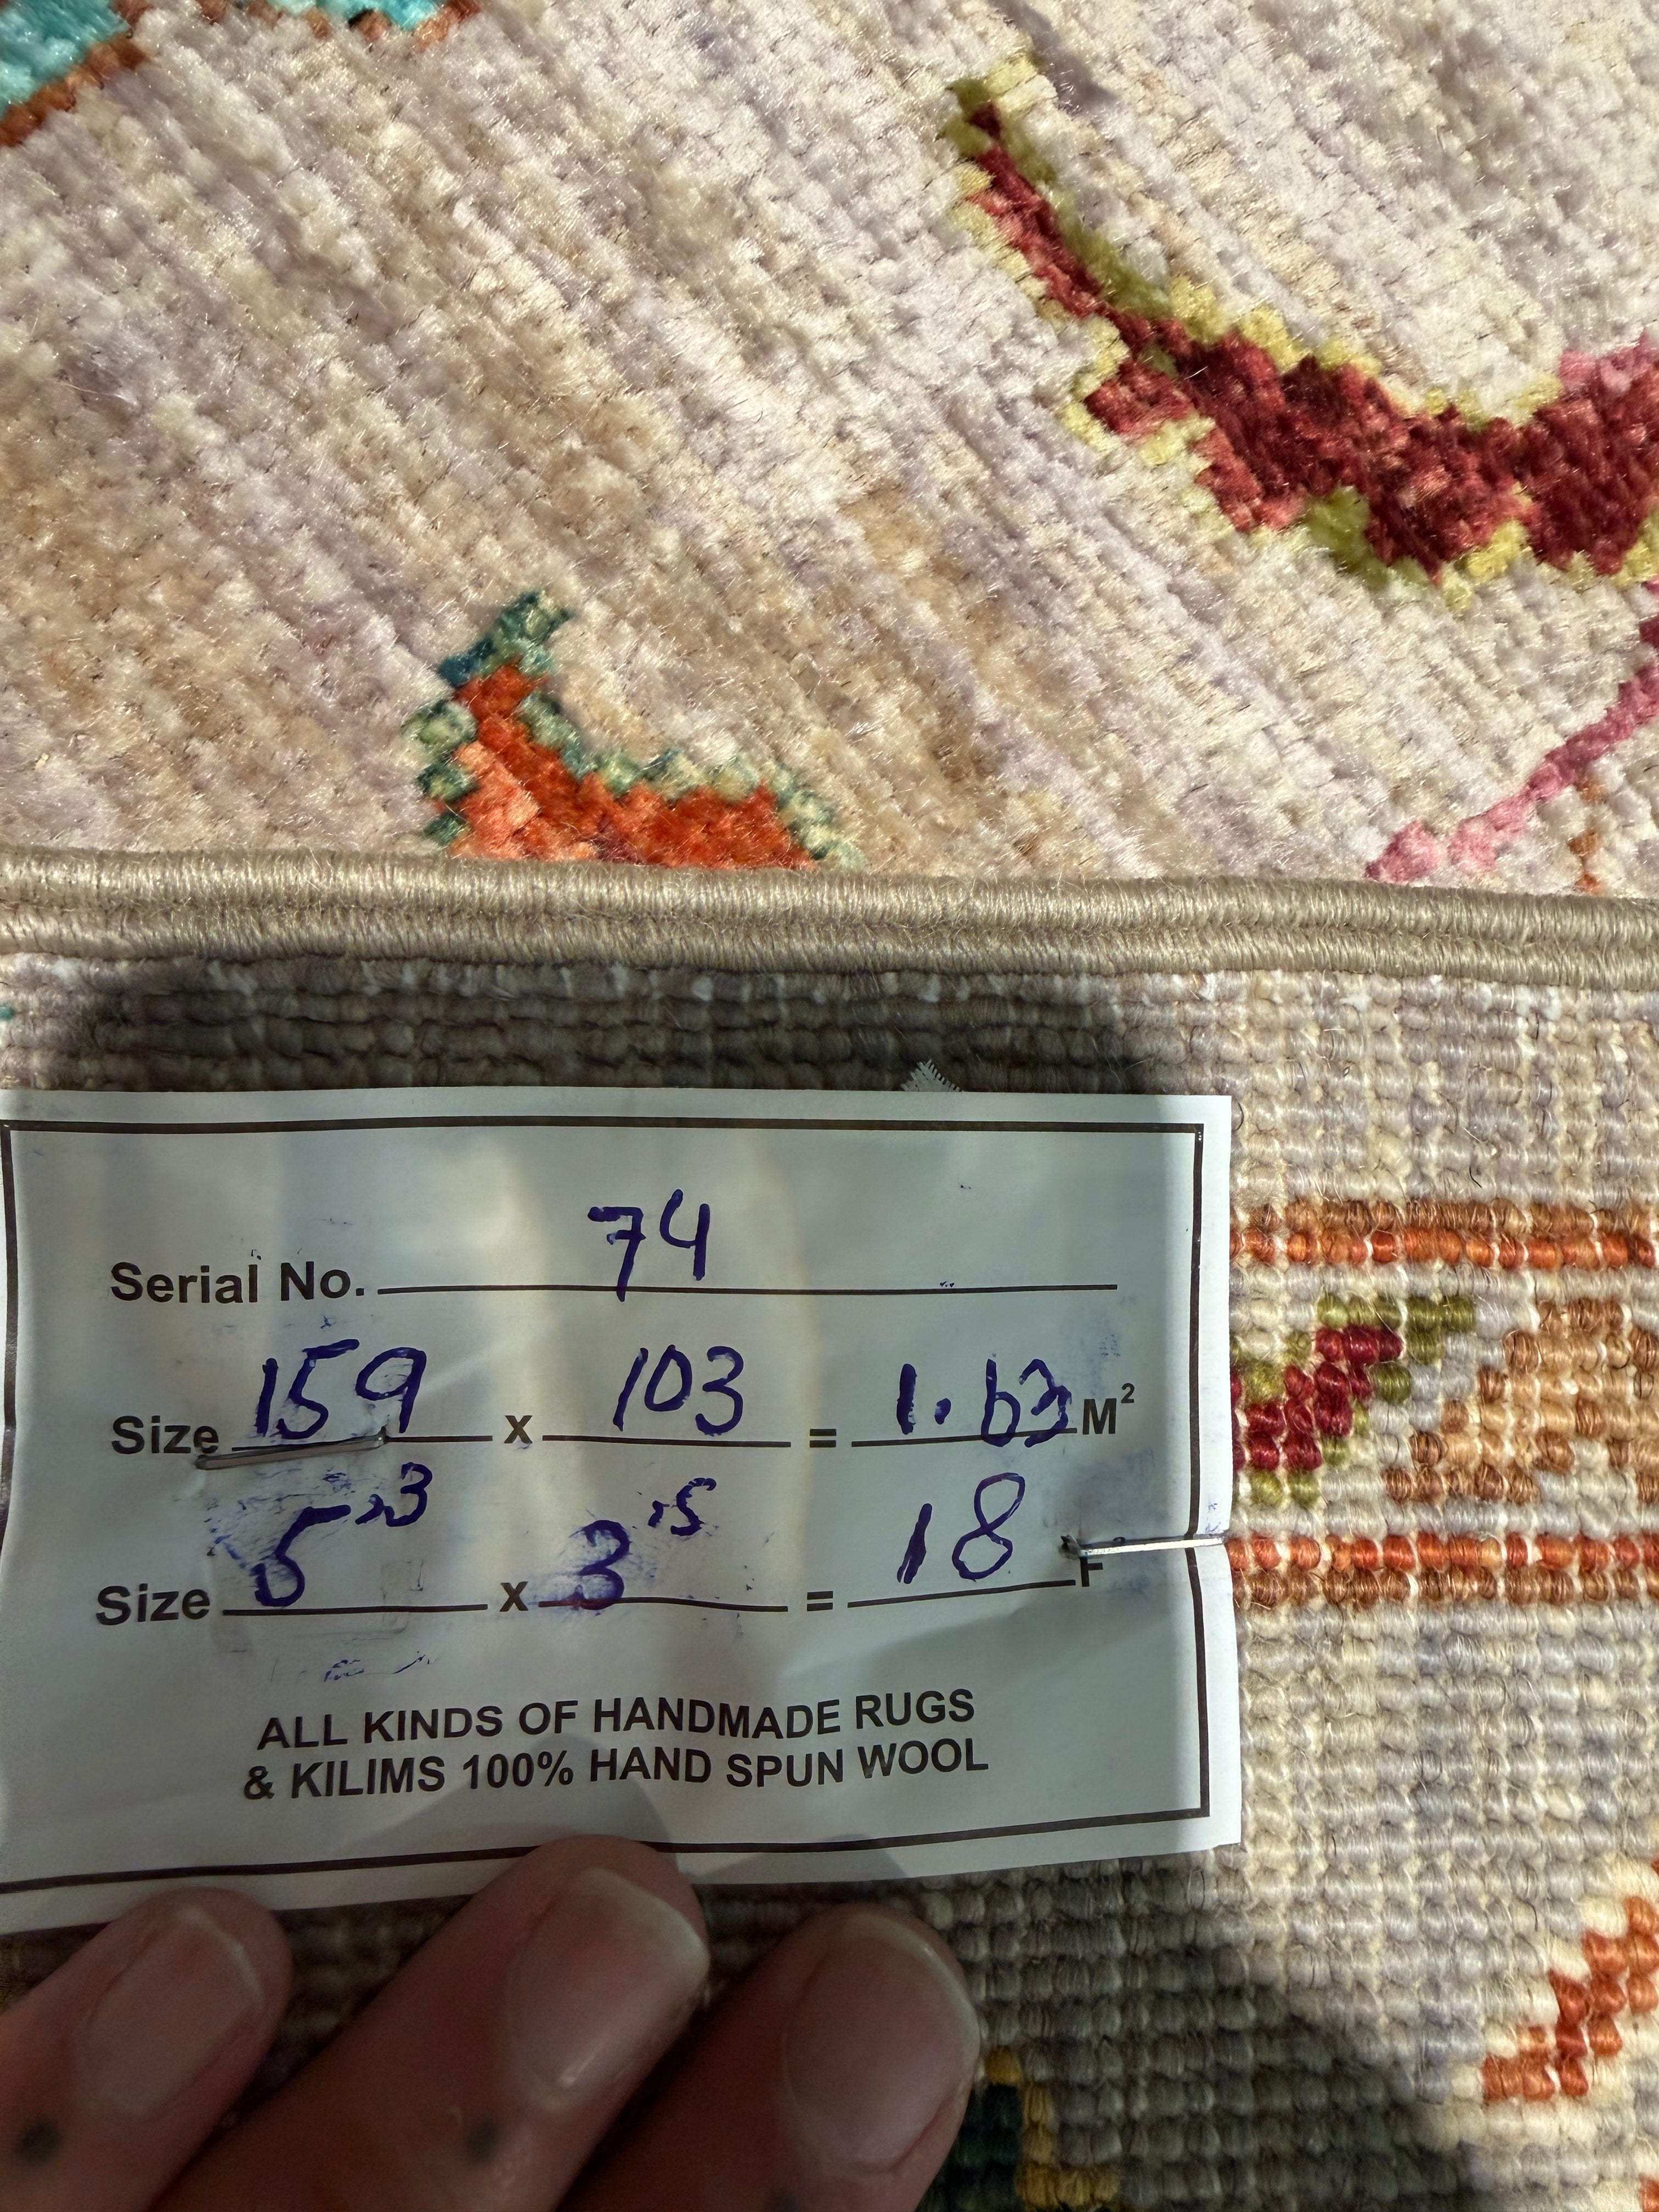 Serial No. 74
Size 159 x 103 = 1.63 M²
Size 5,3 x 3,5 = 18 F²
ALL KINDS OF HANDMADE RUGS
& KILIMS 100% HAND SPUN WOOL